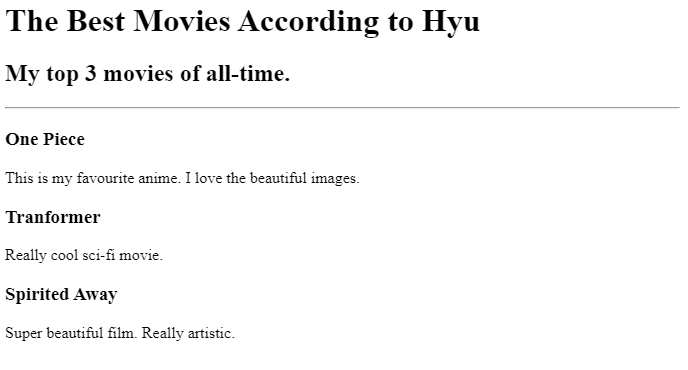 The Best Movies According to Hyu
My top 3 movies of all-time.
One Piece
This is my favourite anime. I love the beautiful images.
Tranformer
Really cool sci-fi movie.
Spirited Away
Super beautiful film. Really artistic.